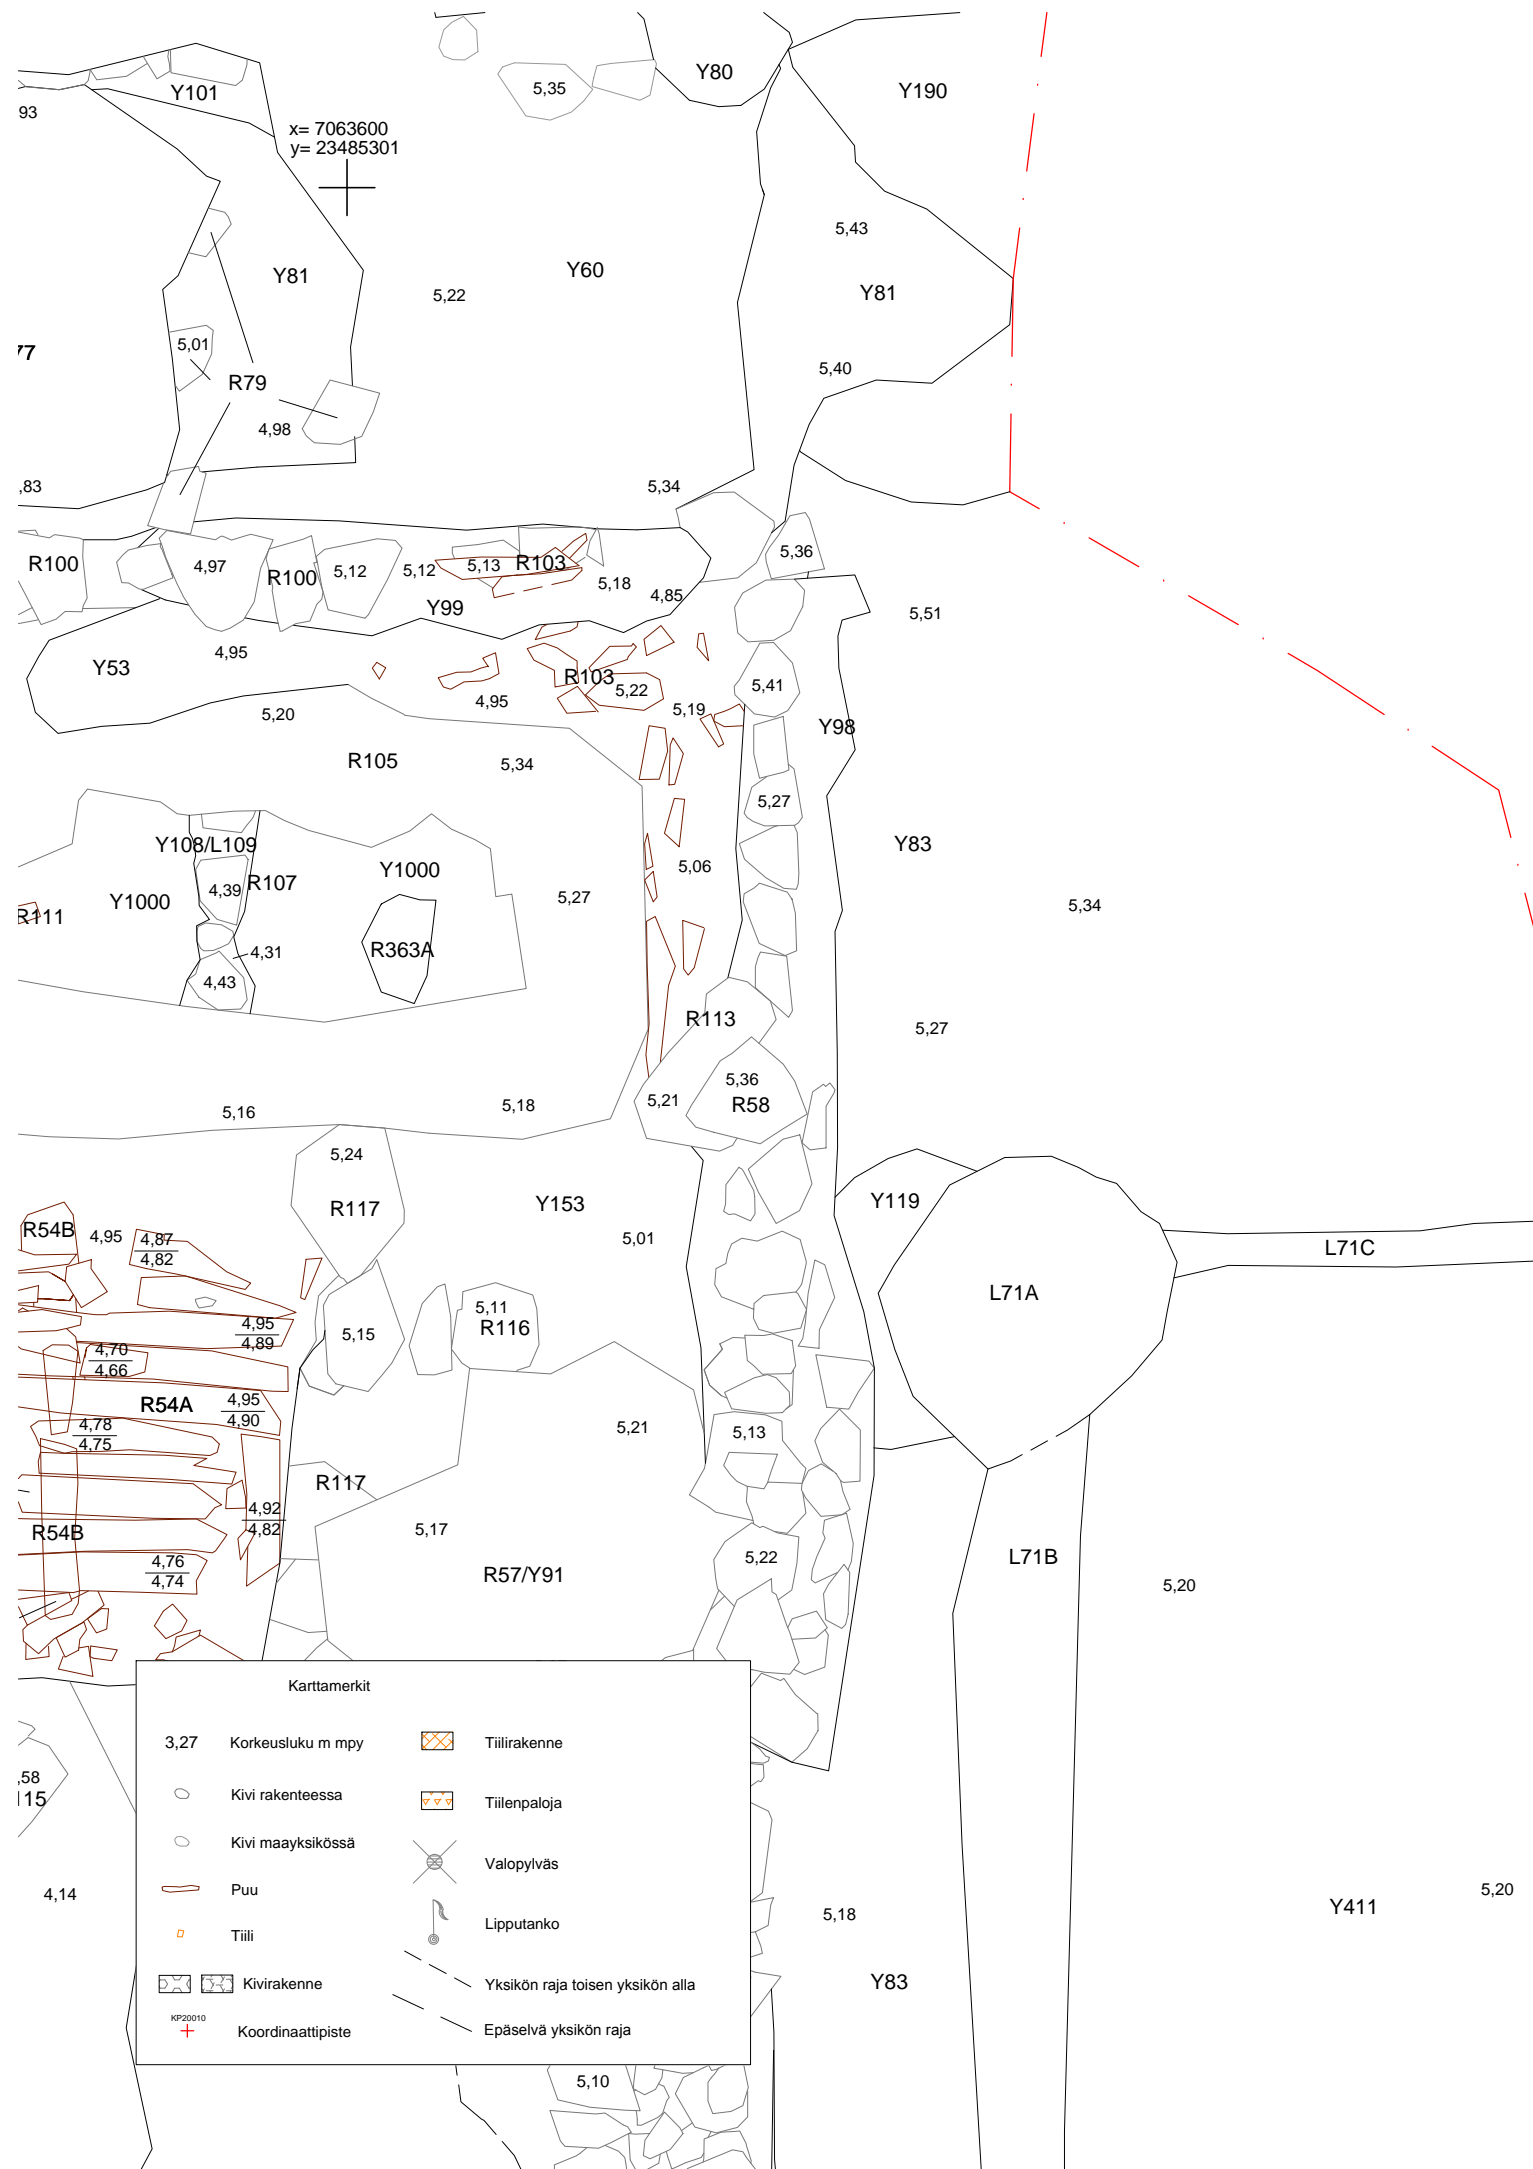 Y80
Y190
5,35
Y101
93
x= 7063600
y= 23485301
5,43
Y60
Y81
5,22
Y81
5,01
77
5,40
R79
4,98
,83
5,34
R100
4,97
R100
5,12
5,12
5,13
R103
5,18
5,36
4,85
Y99
5,51
4,95
Y53
R103
5,22
5,41
4,95
5,19
5,20
Y98
R105
5,34
5,27
Y108/L109
Y83
5,06
Y1000
R107
4,39
Y1000
5,27
5,34
R111
R363A
4,31
4,43
R113
5,27
5,36
5,21
R58
5,16
5,18
5,24
R117
Y153
Y119
R54B
4,95
4,87
4,82
5,01
L71C
L71A
5,11
R116
4,95
4,89
5,15
4,70
4,66
R54A
4,95
4,90
4,78
4,75
5,21
5,13
R117
4,92
4,82
R54B
5,17
5,22
L71B
4,76
4,74
R57/Y91
5,20
Karttamerkit
3,27 Korkeusluku m mpy
Tiilirakenne
Kivi rakenteessa
Tiilenpaloja
Kivi maayksikössä
Valopylväs
Puu
Lipputanko
Tiili
Kivirakenne
Yksikön raja toisen yksikön alla
KP20010
Koordinaattipiste
Epäselvä yksikön raja
,58
115
4,14
5,18
Y411
5,20
Y83
5,10